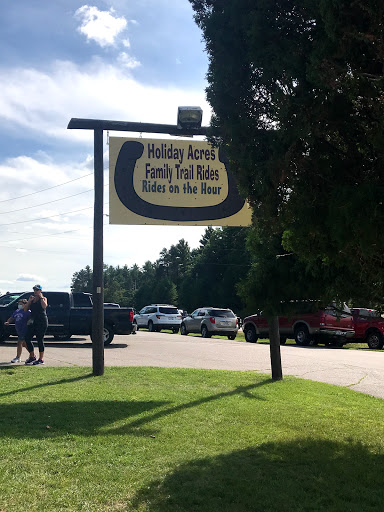 Holiday Acres
Family Trail Rides
Rides on the Hour